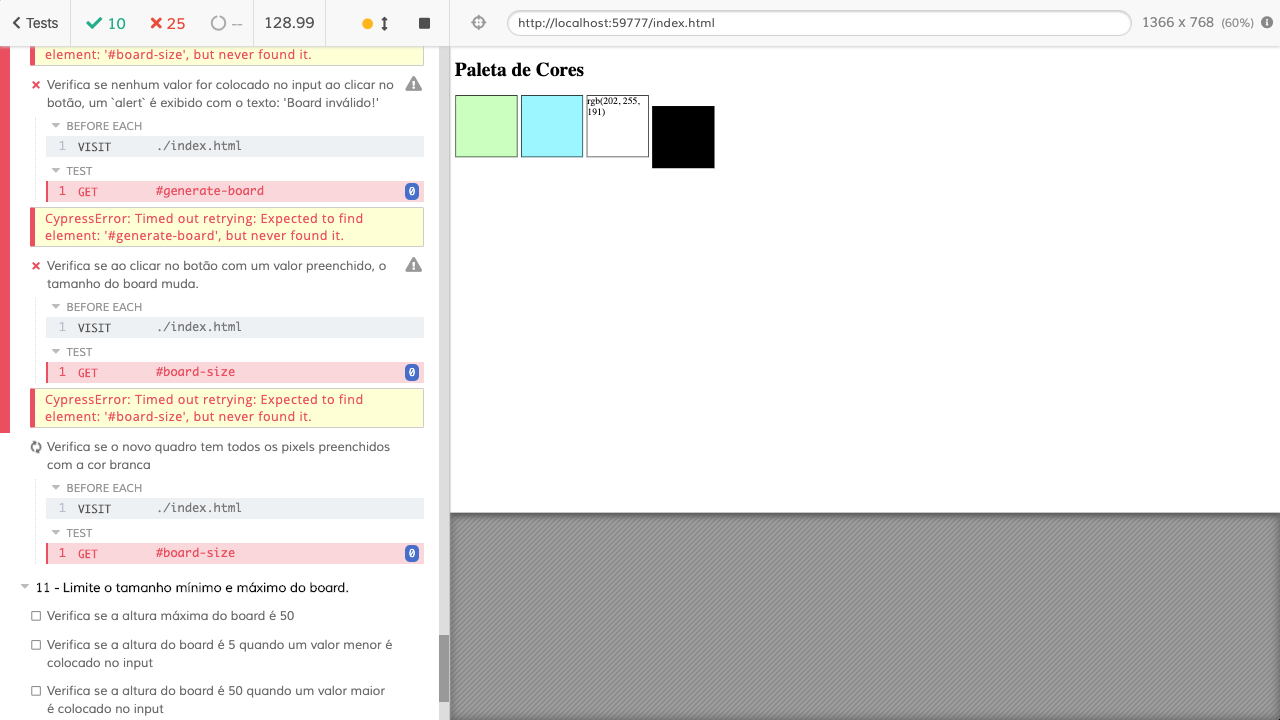 Tests
10
25
--
128.99
http://localhost:59777/index.html
1366 x 768 (60%)
element: '#board-size', but never found it.
Verifica se nenhum valor for colocado no input ao clicar no
botão, um `alert` é exibido com o texto: 'Board inválido!'
BEFORE EACH
1 VISIT ./index.html
TEST
1 GET #generate-board 0
CypressError: Timed out retrying: Expected to find
element: '#generate-board', but never found it.
Verifica se ao clicar no botão com um valor preenchido, o
tamanho do board muda.
BEFORE EACH
1 VISIT ./index.html
TEST
1 GET #board-size 0
CypressError: Timed out retrying: Expected to find
element: '#board-size', but never found it.
Verifica se o novo quadro tem todos os pixels preenchidos
com a cor branca
BEFORE EACH
1 VISIT ./index.html
TEST
1 GET #board-size 0
11 - Limite o tamanho mínimo e máximo do board.
Verifica se a altura máxima do board é 50
Verifica se a altura do board é 5 quando um valor menor é
colocado no input
Verifica se a altura do board é 50 quando um valor maior
é colocado no input
Paleta de Cores
rgb(202, 255,
191)